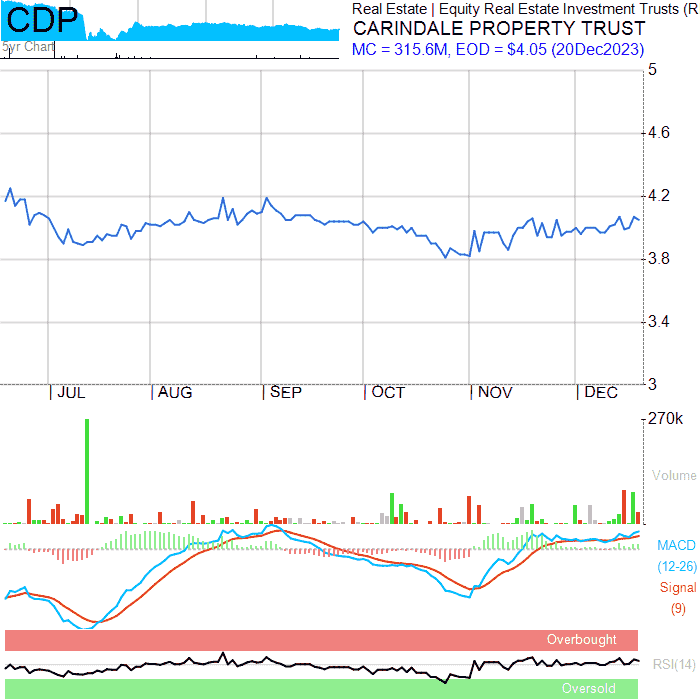 CDP
5yr Chart
Real Estate | Equity Real Estate Investment Trusts (R
CARINDALE PROPERTY TRUST
MC = 315.6M, EOD = $4.05 (20Dec2023)
5
4.6
4.2
3.8
3.4
3
JUL AUG SEP OCT NOV DEC
270k
Volume
MACD
(12-26)
Signal
(9)
Overbought
RSI(14)
Oversold